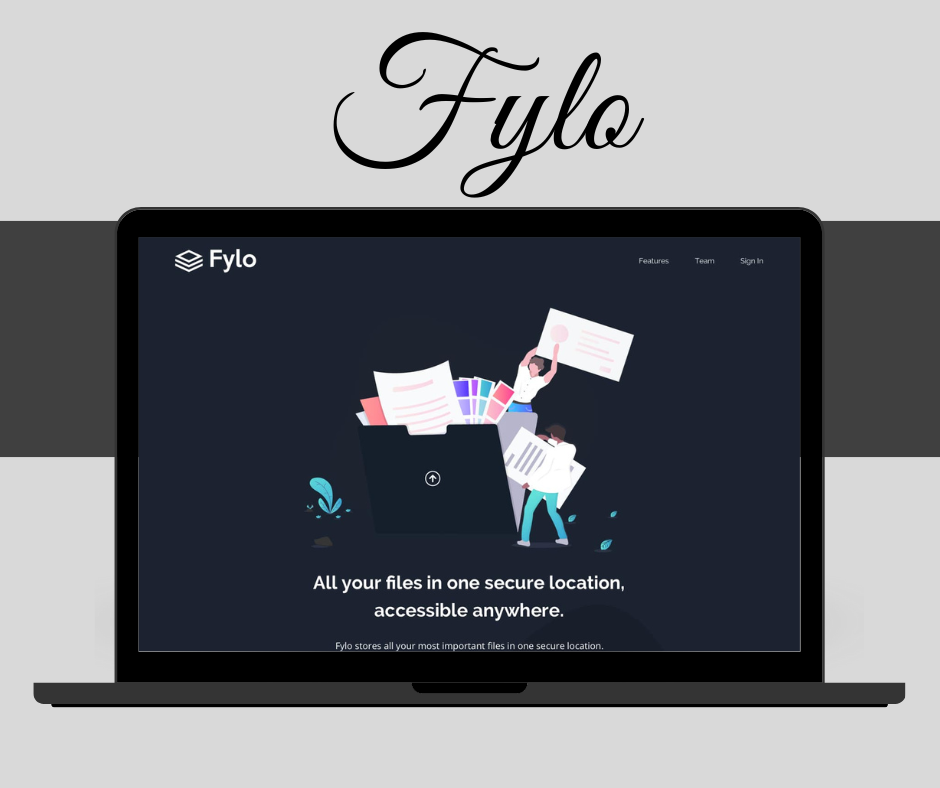 Fylo
Fylo
Features Team Sign In
All your files in one secure location,
accessible anywhere.
Fylo stores all your most important files in one secure location.